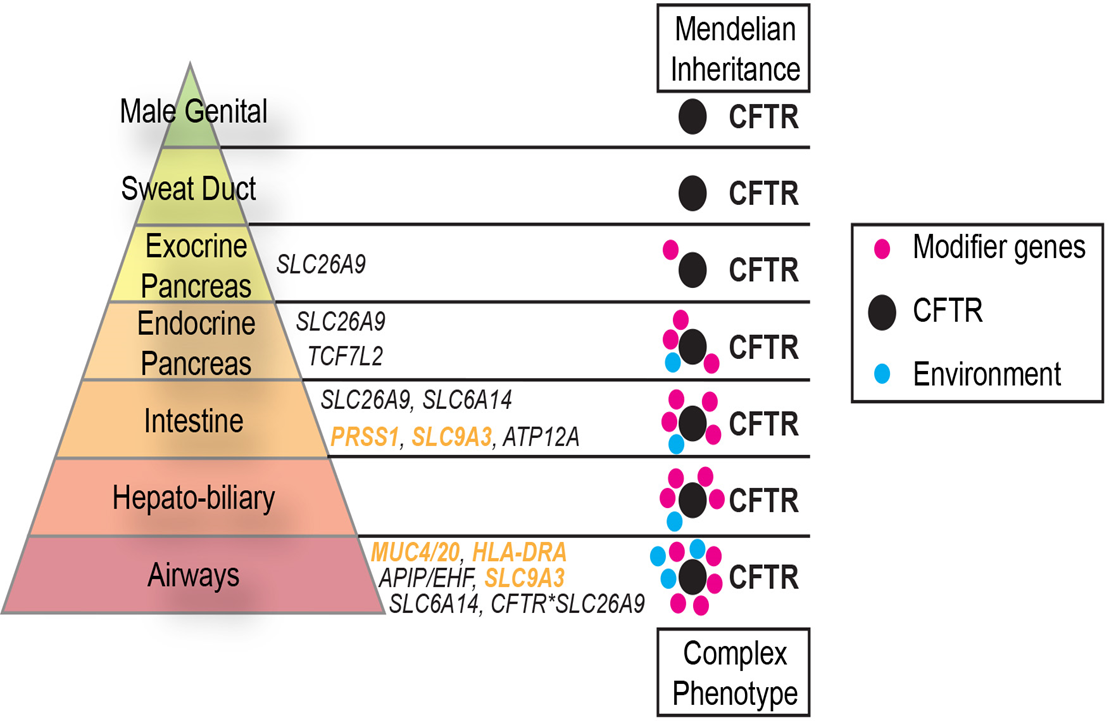 Mendelian
Inheritance
Male Genital
CFTR
Sweat Duct
CFTR
Exocrine
Pancreas
SLC26A9
CFTR
Endocrine
Pancreas
SLC26A9
TCF7L2
CFTR
Intestine
SLC26A9, SLC6A14
PRSS1, SLC9A3, ATP12A
CFTR
Hepato-biliary
CFTR
Airways
MUC4/20, HLA-DRA
APIP/EHF, SLC9A3
SLC6A14, CFTR*SLC26A9
CFTR
Complex
Phenotype
Modifier genes
CFTR
Environment